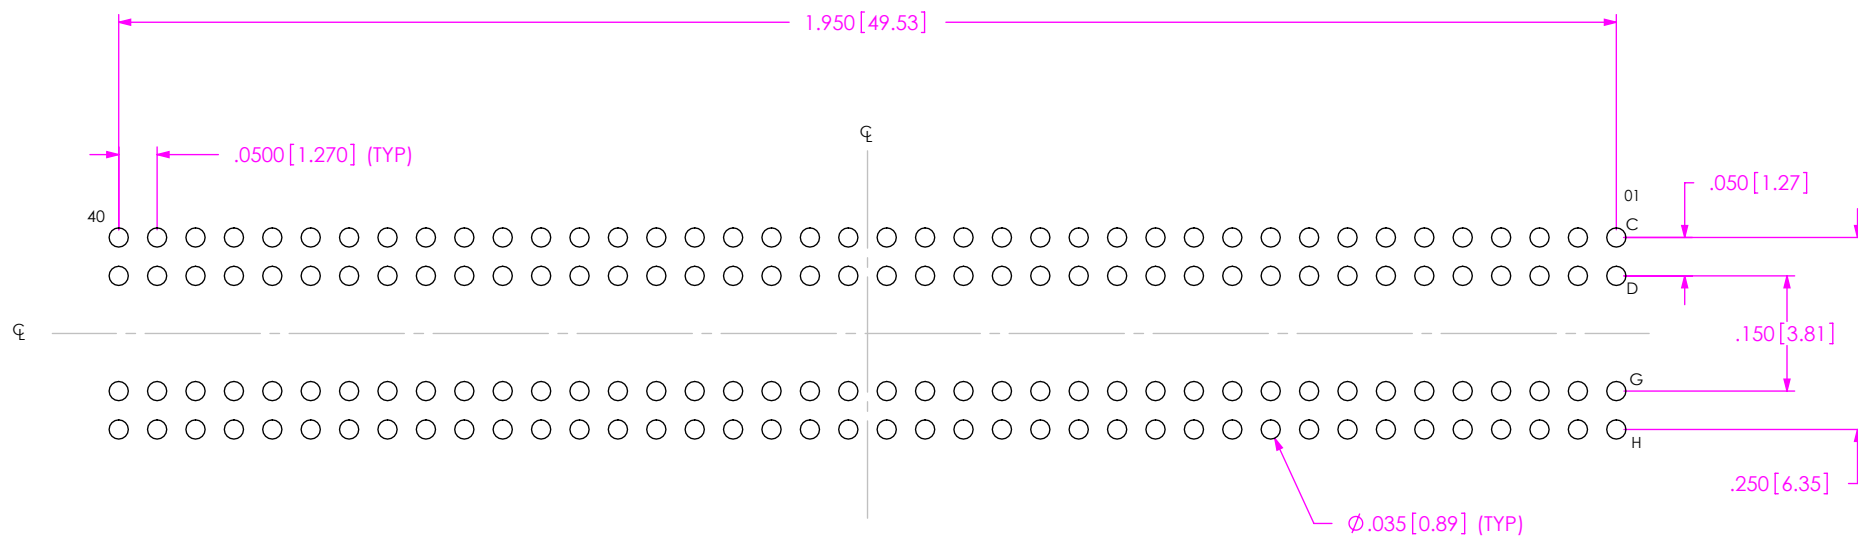 1.950 [49.53]
℄
.0500 [1.270] (TYP)
.050 [1.27]
01
40
C
D
℄
.150 [3.81]
G
H
.250 [6.35]
Ø.035 [0.89] (TYP)